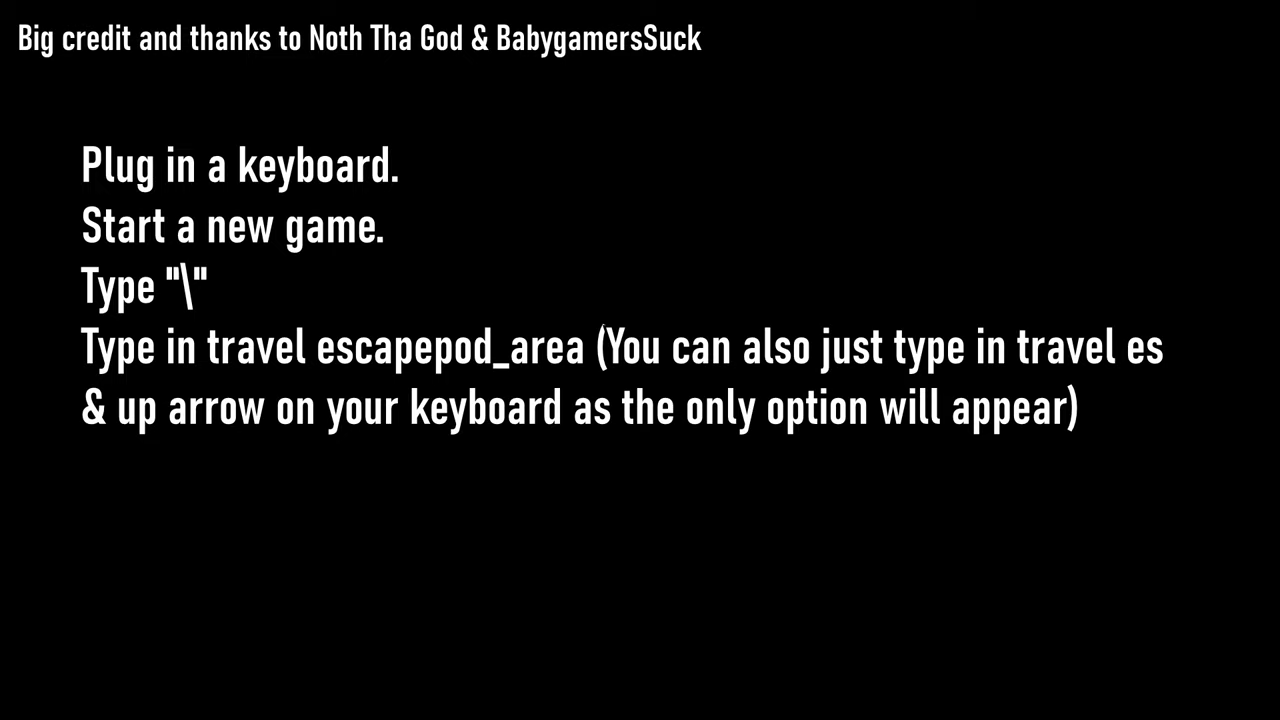 Big credit and thanks to Noth Tha God & BabygamersSuck
Plug in a keyboard.
Start a new game.
Type "\"
Type in travel escapepod_area (You can also just type in travel es
& up arrow on your keyboard as the only option will appear)